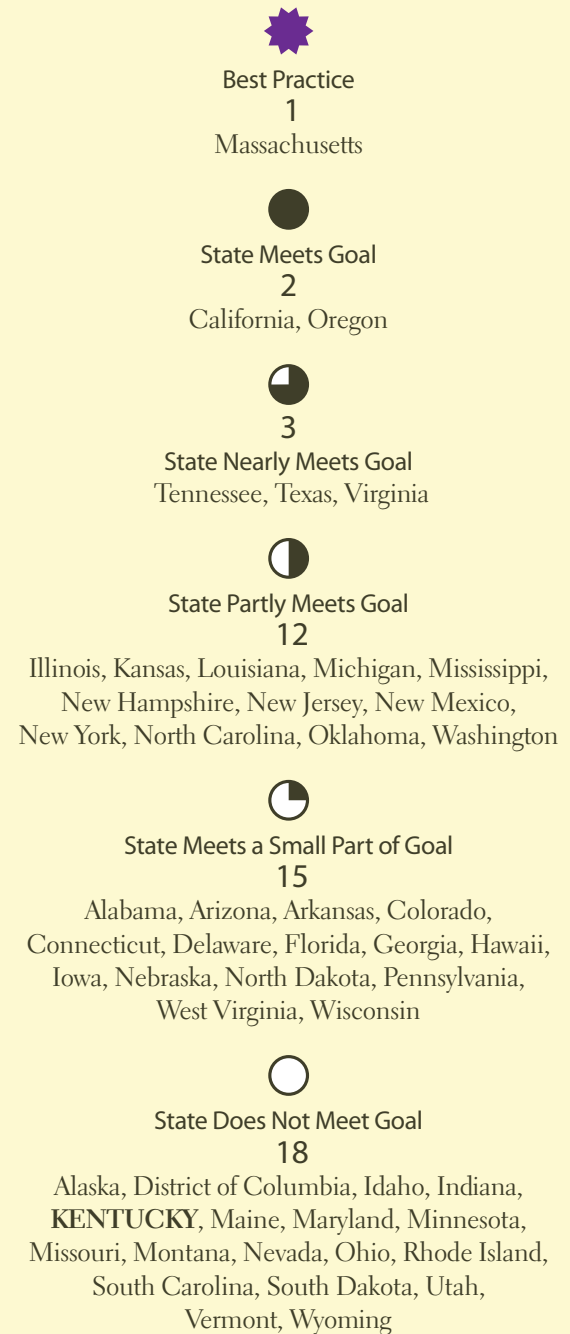 Best Practice
1
Massachusetts
State Meets Goal
2
California, Oregon
3
State Nearly Meets Goal
Tennessee, Texas, Virginia
State Partly Meets Goal
12
Illinois, Kansas, Louisiana, Michigan, Mississippi,
New Hampshire, New Jersey, New Mexico,
New York, North Carolina, Oklahoma, Washington
State Meets a Small Part of Goal
15
Alabama, Arizona, Arkansas, Colorado,
Connecticut, Delaware, Florida, Georgia, Hawaii,
Iowa, Nebraska, North Dakota, Pennsylvania,
West Virginia, Wisconsin
State Does Not Meet Goal
18
Alaska, District of Columbia, Idaho, Indiana,
KENTUCKY, Maine, Maryland, Minnesota,
Missouri, Montana, Nevada, Ohio, Rhode Island,
South Carolina, South Dakota, Utah,
Vermont, Wyoming